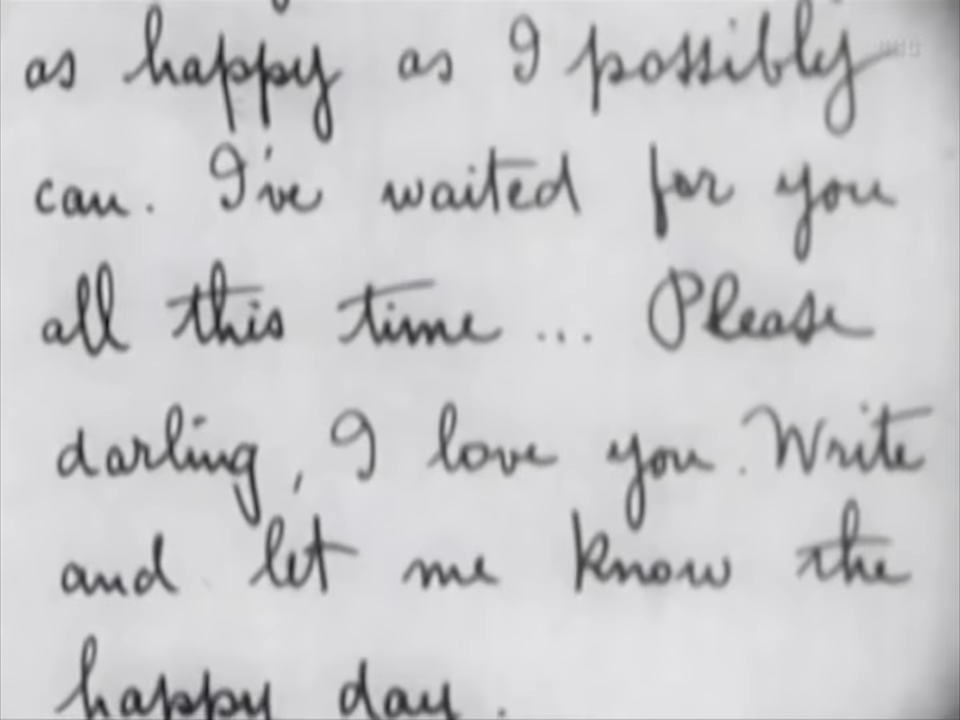 as happy as I possibly
can. I've waited for you
all this time... Please
darling, I love you. Write
and let me know the
happy day.